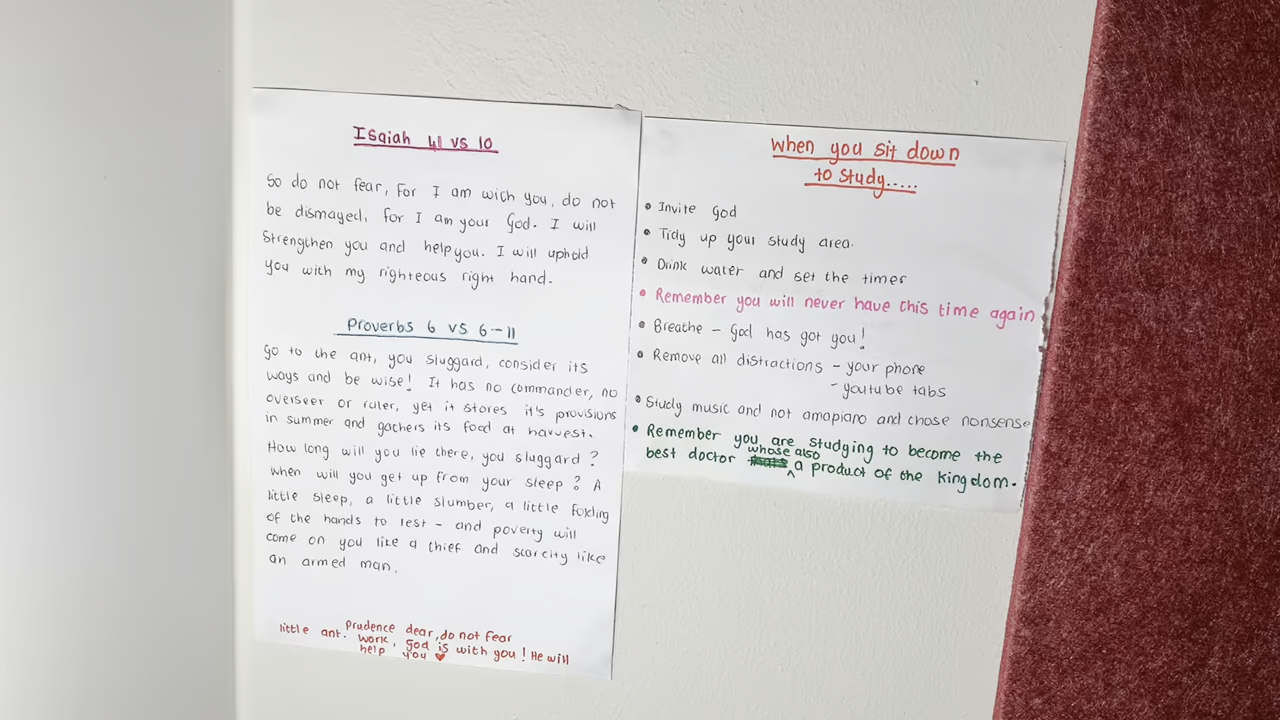 Isaiah 41 vs 10
So do not fear, for I am with you, do not
be dismayed, for I am your God. I will
Strengthen you and help you. I will uphold
you with my righteous right hand.
Proverbs 6 vs 6-11
Go to the ant, you sluggard, consider its
ways and be wise! It has no commander, no
overseer or ruler, yet it stores it's provisions
in summer and gathers its food at harvest.
How long will you lie there, you sluggard?
When will you get up from your sleep? A
little sleep, a little slumber, a little folding
of the hands to rest - and poverty will
come on you like a thief and scarcity like
an armed man.
Prudence dear, do not fear
little ant. work, God is with you! He will
help you ♥
When you sit down
to study.....
• Invite God
• Tidy up your study area.
• Drink water and set the timer
• Remember you will never have this time again
• Breathe - God has got you!
• Remove all distractions - your phone
- youtube tabs
• Study music and not amapiano and those nonsense
• Remember you are studying to become the
best doctor whose also a product of the kingdom.